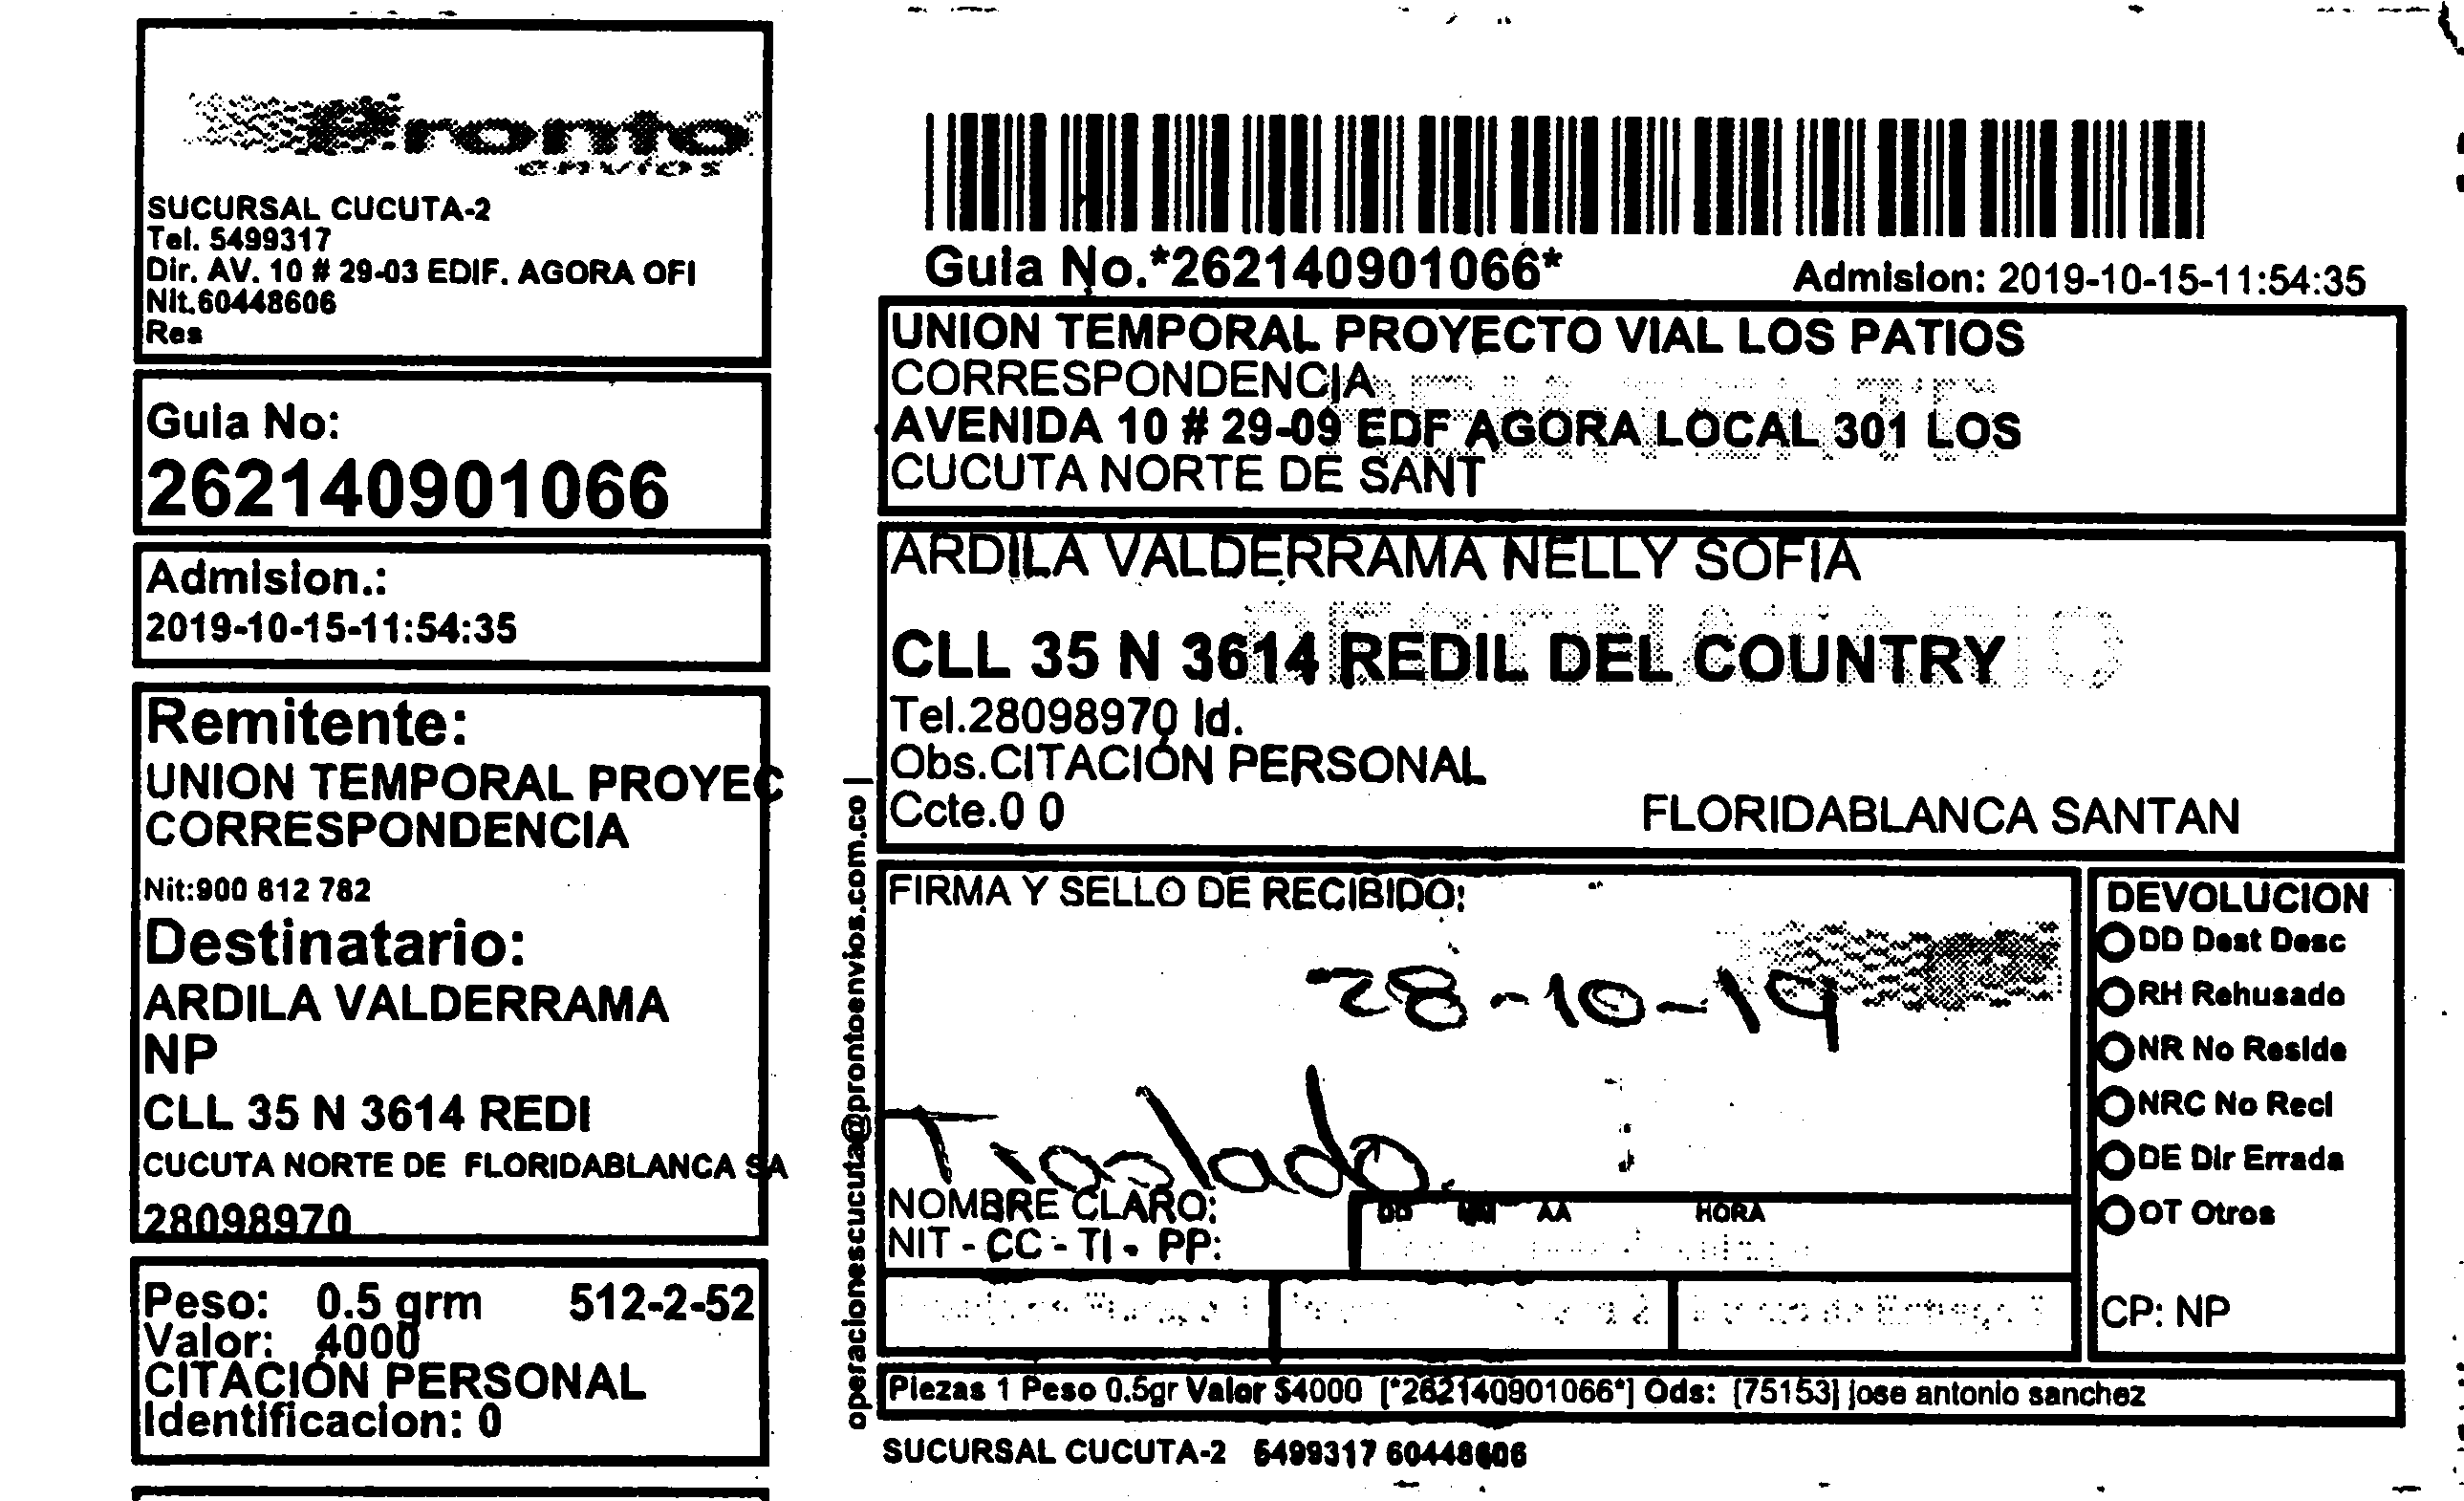 Pronto
envios
SUCURSAL CUCUTA-2
Tel. 5499317
Dir. AV. 10 # 29-03 EDIF. AGORA OFI
Nit.60448606
Res
Guia No:
262140901066
Admision.:
2019-10-15-11:54:35
Remitente:
UNION TEMPORAL PROYEC
CORRESPONDENCIA
Nit:900 812 782
Destinatario:
ARDILA VALDERRAMA
NP
CLL 35 N 3614 REDI
CUCUTA NORTE DE FLORIDABLANCA SA
28098970
Peso: 0.5 grm 512-2-52
Valor: 4000
CITACIÓN PERSONAL
Identificacion: 0
operacionescucuta@prontoenvios.com.co |
Guia No.*262140901066* Admision: 2019-10-15-11:54:35
UNION TEMPORAL PROYECTO VIAL LOS PATIOS
CORRESPONDENCIA
REMITENTE
AVENIDA 10 # 29-09 EDF AGORA LOCAL 301 LOS
CUCUTA NORTE DE SANT
ARDILA VALDERRAMA NELLY SOFIA
DESTINATARIO
CLL 35 N 3614 REDIL DEL COUNTRY
Tel.28098970 Id.
Obs.CITACIÓN PERSONAL
Ccte.0 0 FLORIDABLANCA SANTAN
FIRMA Y SELLO DE RECIBIDO:
28-10-19
Traslado.
NOMBRE CLARO:
NIT - CC - TI - PP:
DD MM AA HORA
DEVOLUCION
DD Dest Desc
RH Rehusado
NR No Reside
NRC No Recl
DE Dir Errada
OT Otros
CP: NP
Piezas 1 Peso 0.5gr Valor $4000 [*262140901066*] Ods: [75153] jose antonio sanchez
SUCURSAL CUCUTA-2 5499317 60448606